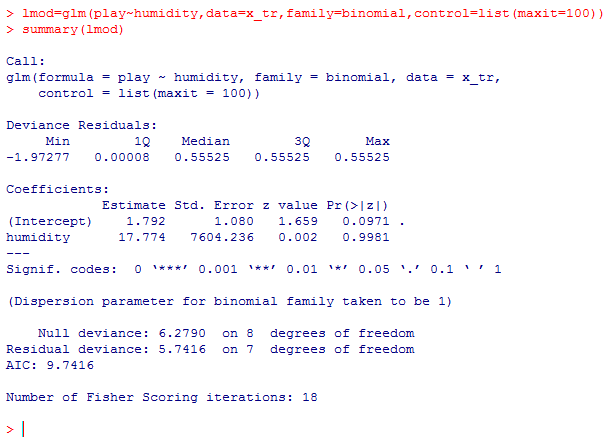 > lmod=glm(play~humidity,data=x_tr,family=binomial,control=list(maxit=100))
> summary(lmod)
Call:
glm(formula = play ~ humidity, family = binomial, data = x_tr,
    control = list(maxit = 100))
Deviance Residuals:
     Min        1Q    Median        3Q       Max
-1.97277   0.00008   0.55525   0.55525   0.55525
Coefficients:
            Estimate Std. Error z value Pr(>|z|)
(Intercept)    1.792      1.080   1.659   0.0971 .
humidity      17.774   7604.236   0.002   0.9981
---
Signif. codes:  0 ‘***’ 0.001 ‘**’ 0.01 ‘*’ 0.05 ‘.’ 0.1 ‘ ’ 1
(Dispersion parameter for binomial family taken to be 1)
    Null deviance: 6.2790  on 8  degrees of freedom
Residual deviance: 5.7416  on 7  degrees of freedom
AIC: 9.7416
Number of Fisher Scoring iterations: 18
>